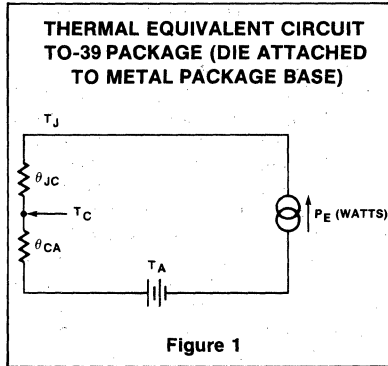 THERMAL EQUIVALENT CIRCUIT
TO-39 PACKAGE (DIE ATTACHED
TO METAL PACKAGE BASE)
TJ
θJC
TC
PE (WATTS)
θCA
TA
Figure 1